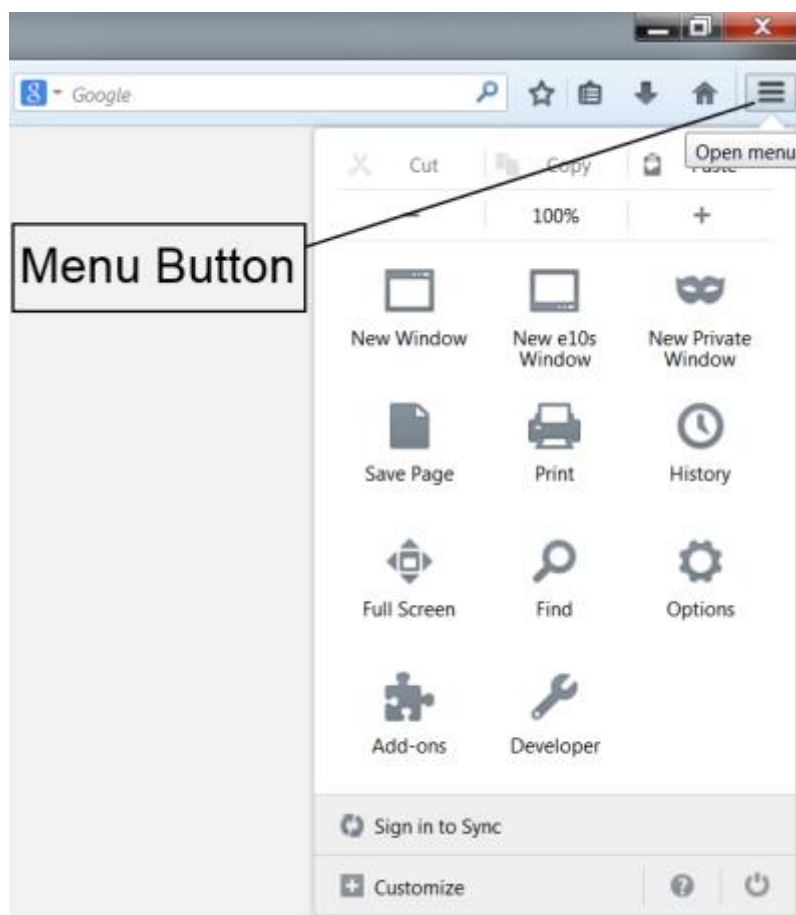 Google
Open menu
Cut Copy Paste
− 100% +
Menu Button
New Window New e10s Window New Private Window
Save Page Print History
Full Screen Find Options
Add-ons Developer
Sign in to Sync
Customize